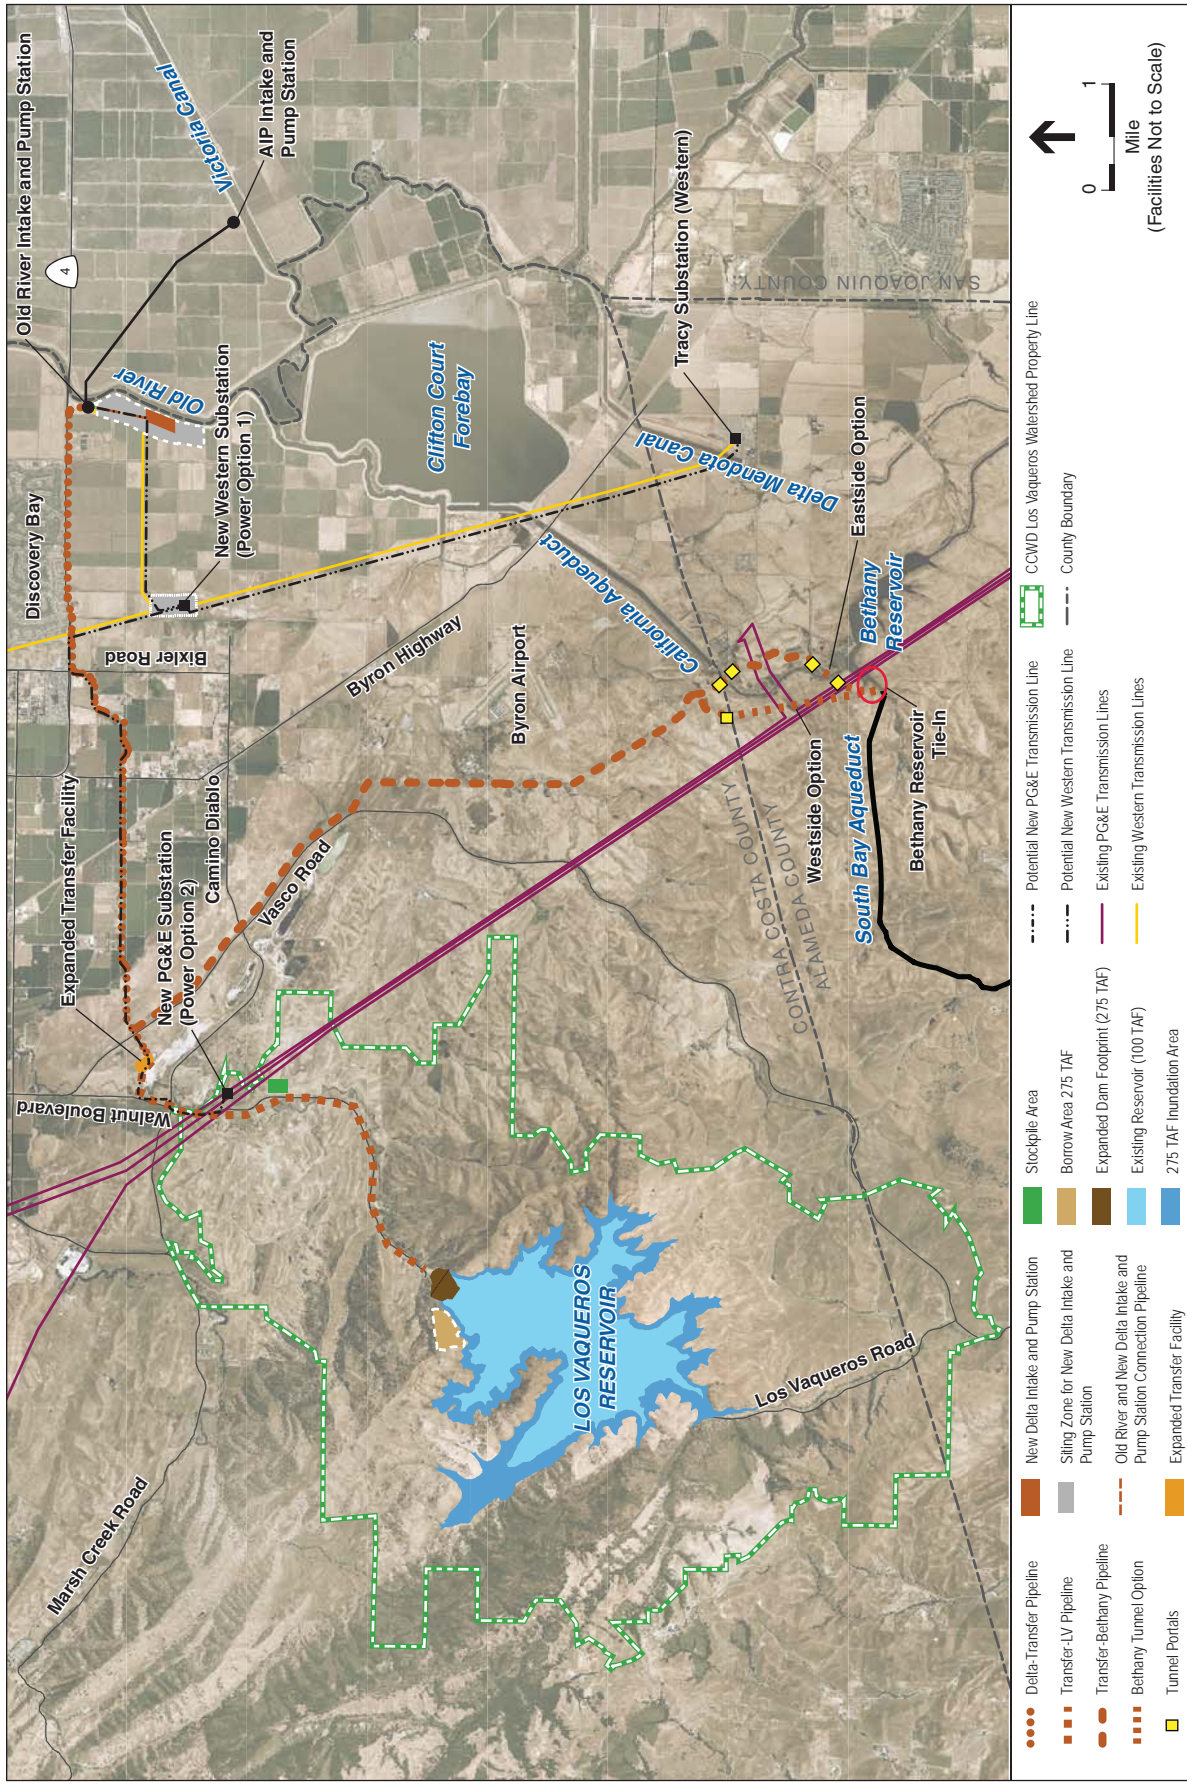 Old River Intake and Pump Station
4
Victoria Canal
AIP Intake and
Pump Station
Discovery Bay
Old River
New Western Substation
(Power Option 1)
Clifton Court
Forebay
Tracy Substation (Western)
SAN JOAQUIN COUNTY
Delta Mendota Canal
Eastside Option
Bixler Road
Byron Highway
California Aqueduct
Byron Airport
Bethany
Reservoir
Expanded Transfer Facility
Camino Diablo
New PG&E Substation
(Power Option 2)
Vasco Road
CONTRA COSTA COUNTY
ALAMEDA COUNTY
Westside Option
South Bay Aqueduct
Bethany Reservoir
Tie-In
Walnut Boulevard
LOS VAQUEROS
RESERVOIR
Los Vaqueros Road
Marsh Creek Road
Delta-Transfer Pipeline
Transfer-LV Pipeline
Transfer-Bethany Pipeline
Bethany Tunnel Option
Tunnel Portals
New Delta Intake and Pump Station
Siting Zone for New Delta Intake and
Pump Station
Old River and New Delta Intake and
Pump Station Connection Pipeline
Expanded Transfer Facility
Stockpile Area
Borrow Area 275 TAF
Expanded Dam Footprint (275 TAF)
Existing Reservoir (100 TAF)
275 TAF Inundation Area
Potential New PG&E Transmission Line
Potential New Western Transmission Line
Existing PG&E Transmission Lines
Existing Western Transmission Lines
CCWD Los Vaqueros Watershed Property Line
County Boundary
0 1
Mile
(Facilities Not to Scale)